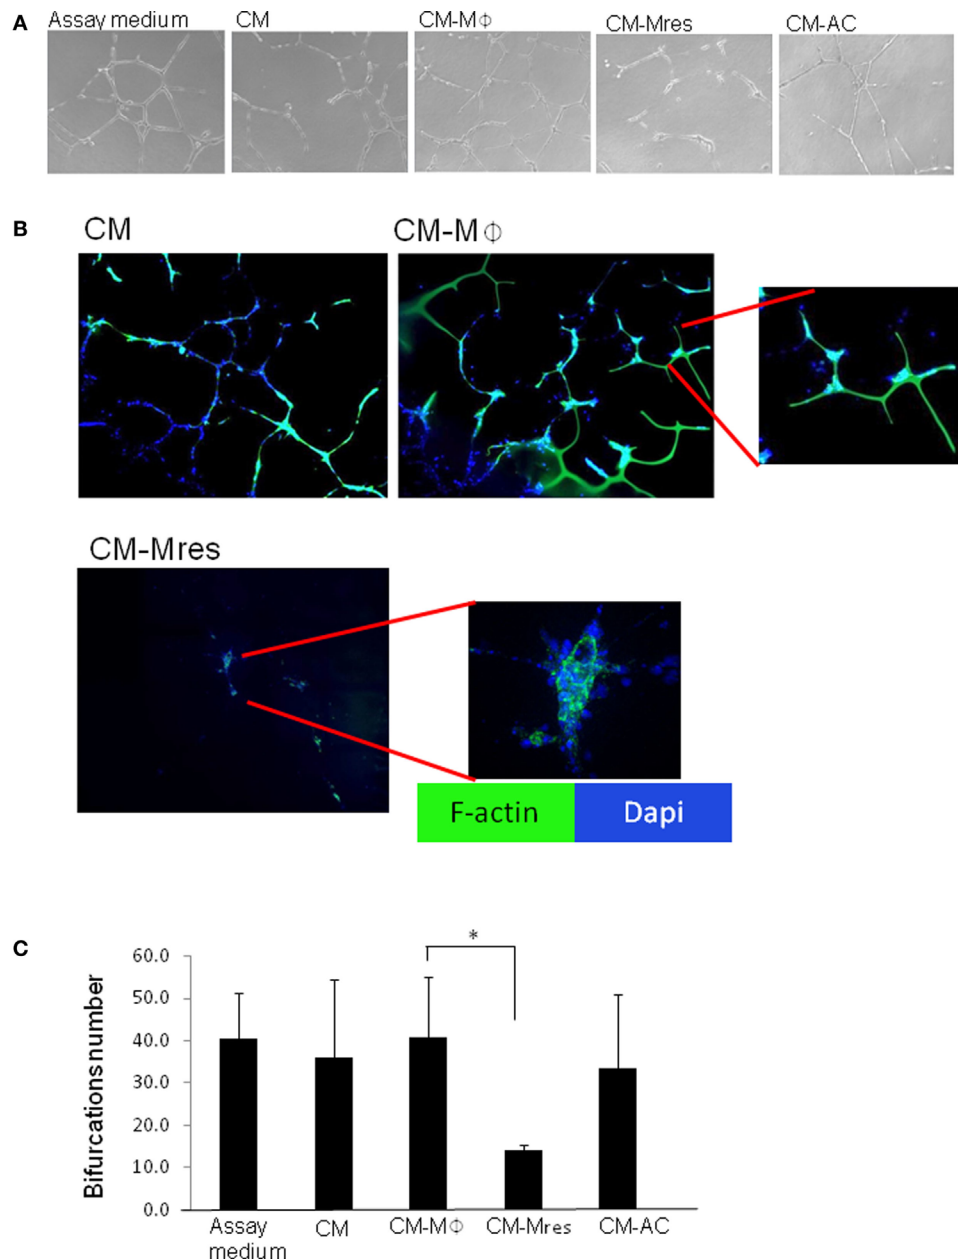 A
Assay medium
CM
CM-MΦ
CM-Mres
CM-AC
B
CM
CM-MΦ
CM-Mres
F-actin
Dapi
C
*
Bifurcationsnumber
60.0
50.0
40.0
30.0
20.0
10.0
0.0
Assay
medium
CM
CM-MΦ
CM-Mres
CM-AC